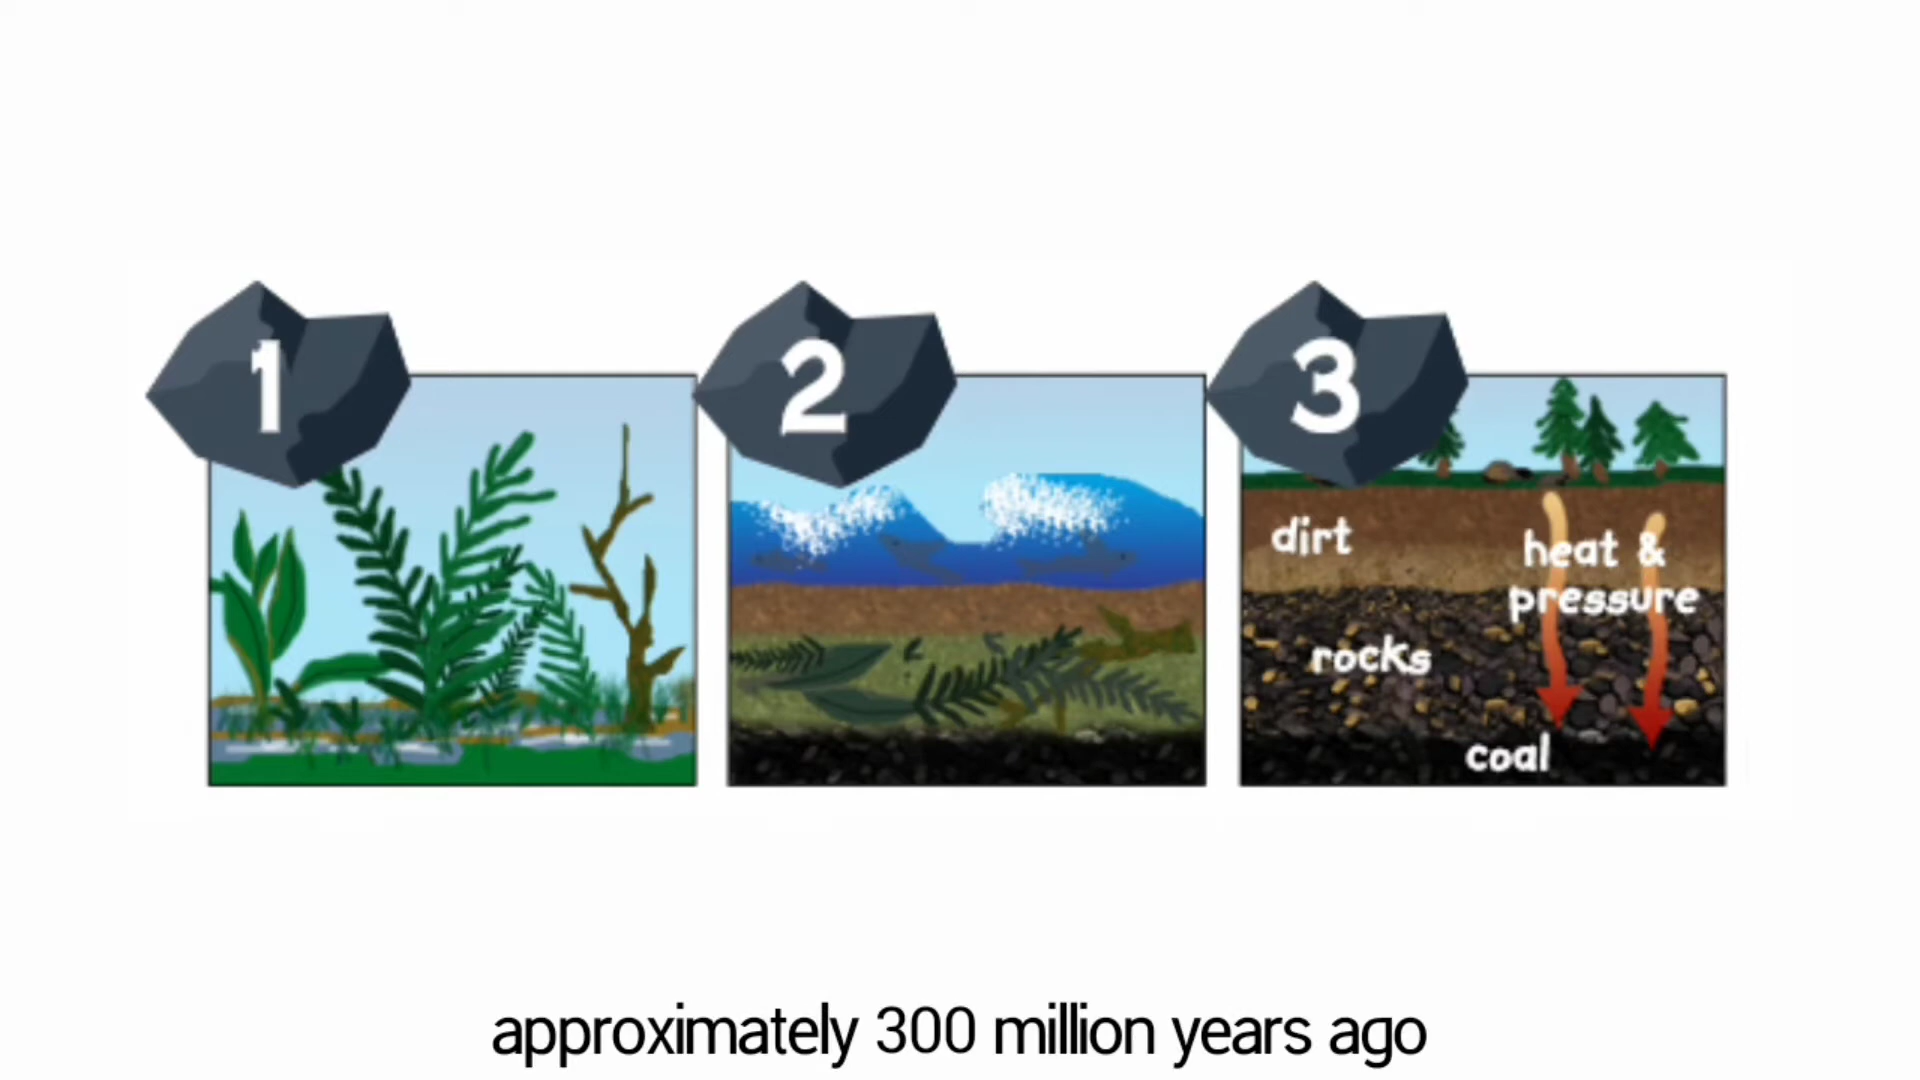 1
2
3
dirt
heat &
pressure
rocks
coal
approximately 300 million years ago